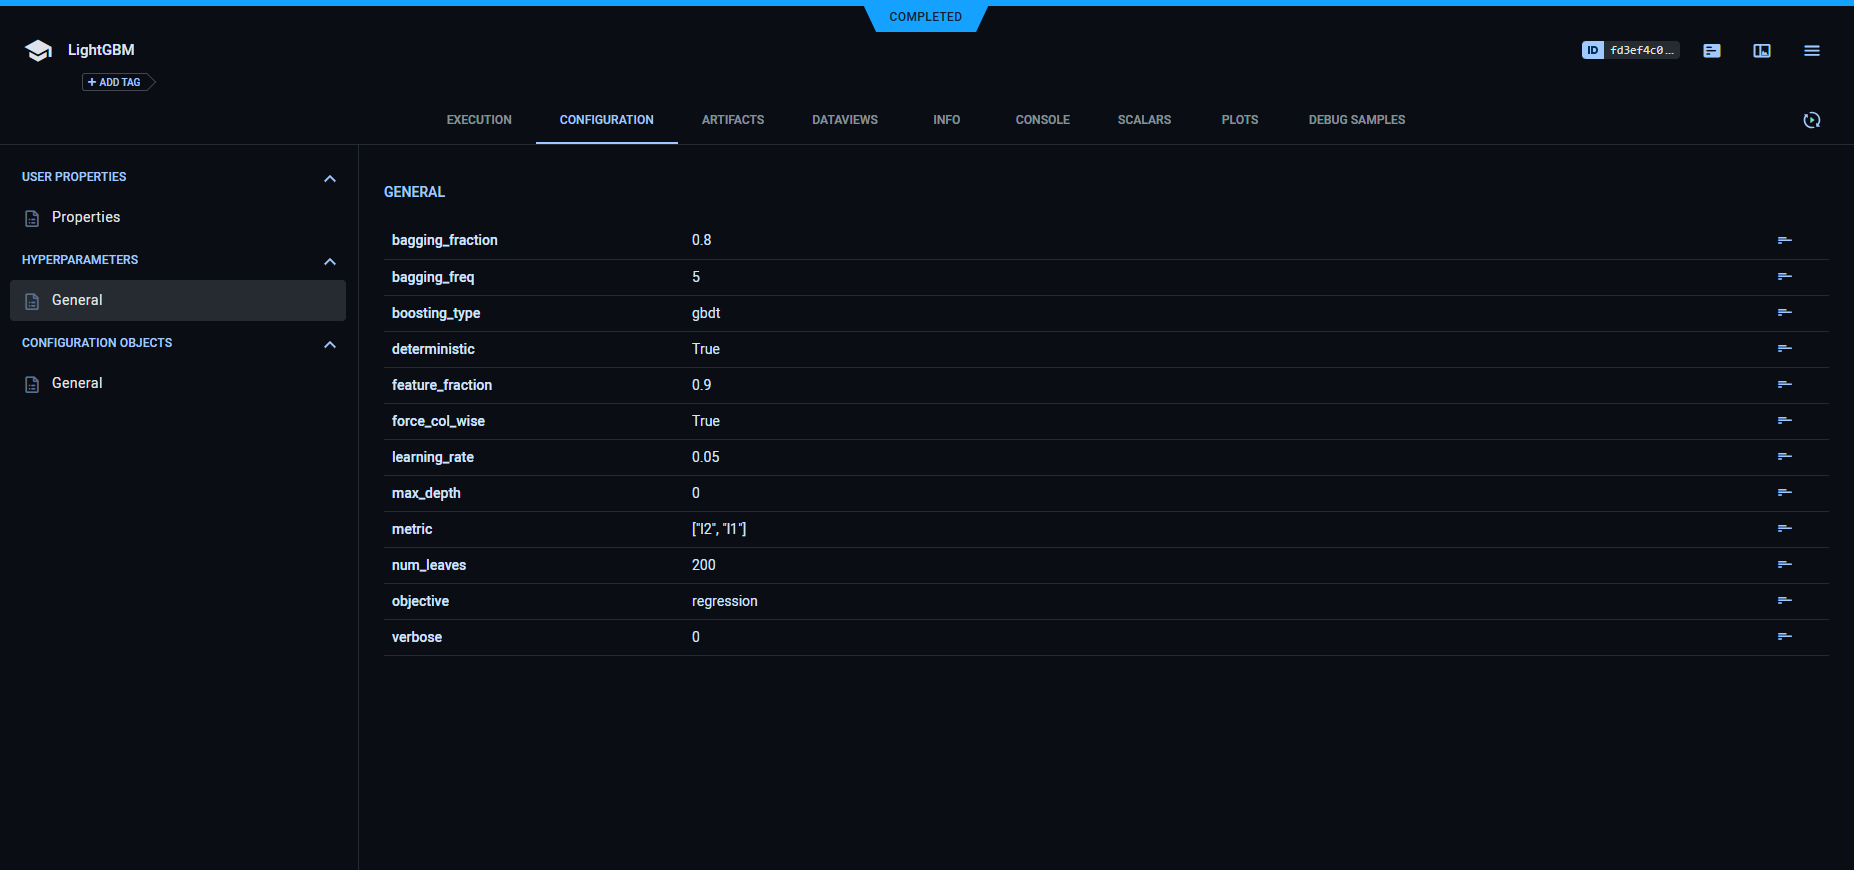 COMPLETED
LightGBM
ID fd3ef4c0...
+ ADD TAG
EXECUTION CONFIGURATION ARTIFACTS DATAVIEWS INFO CONSOLE SCALARS PLOTS DEBUG SAMPLES
USER PROPERTIES
Properties
HYPERPARAMETERS
General
CONFIGURATION OBJECTS
General
GENERAL
bagging_fraction 0.8
bagging_freq 5
boosting_type gbdt
deterministic True
feature_fraction 0.9
force_col_wise True
learning_rate 0.05
max_depth 0
metric ["l2", "l1"]
num_leaves 200
objective regression
verbose 0